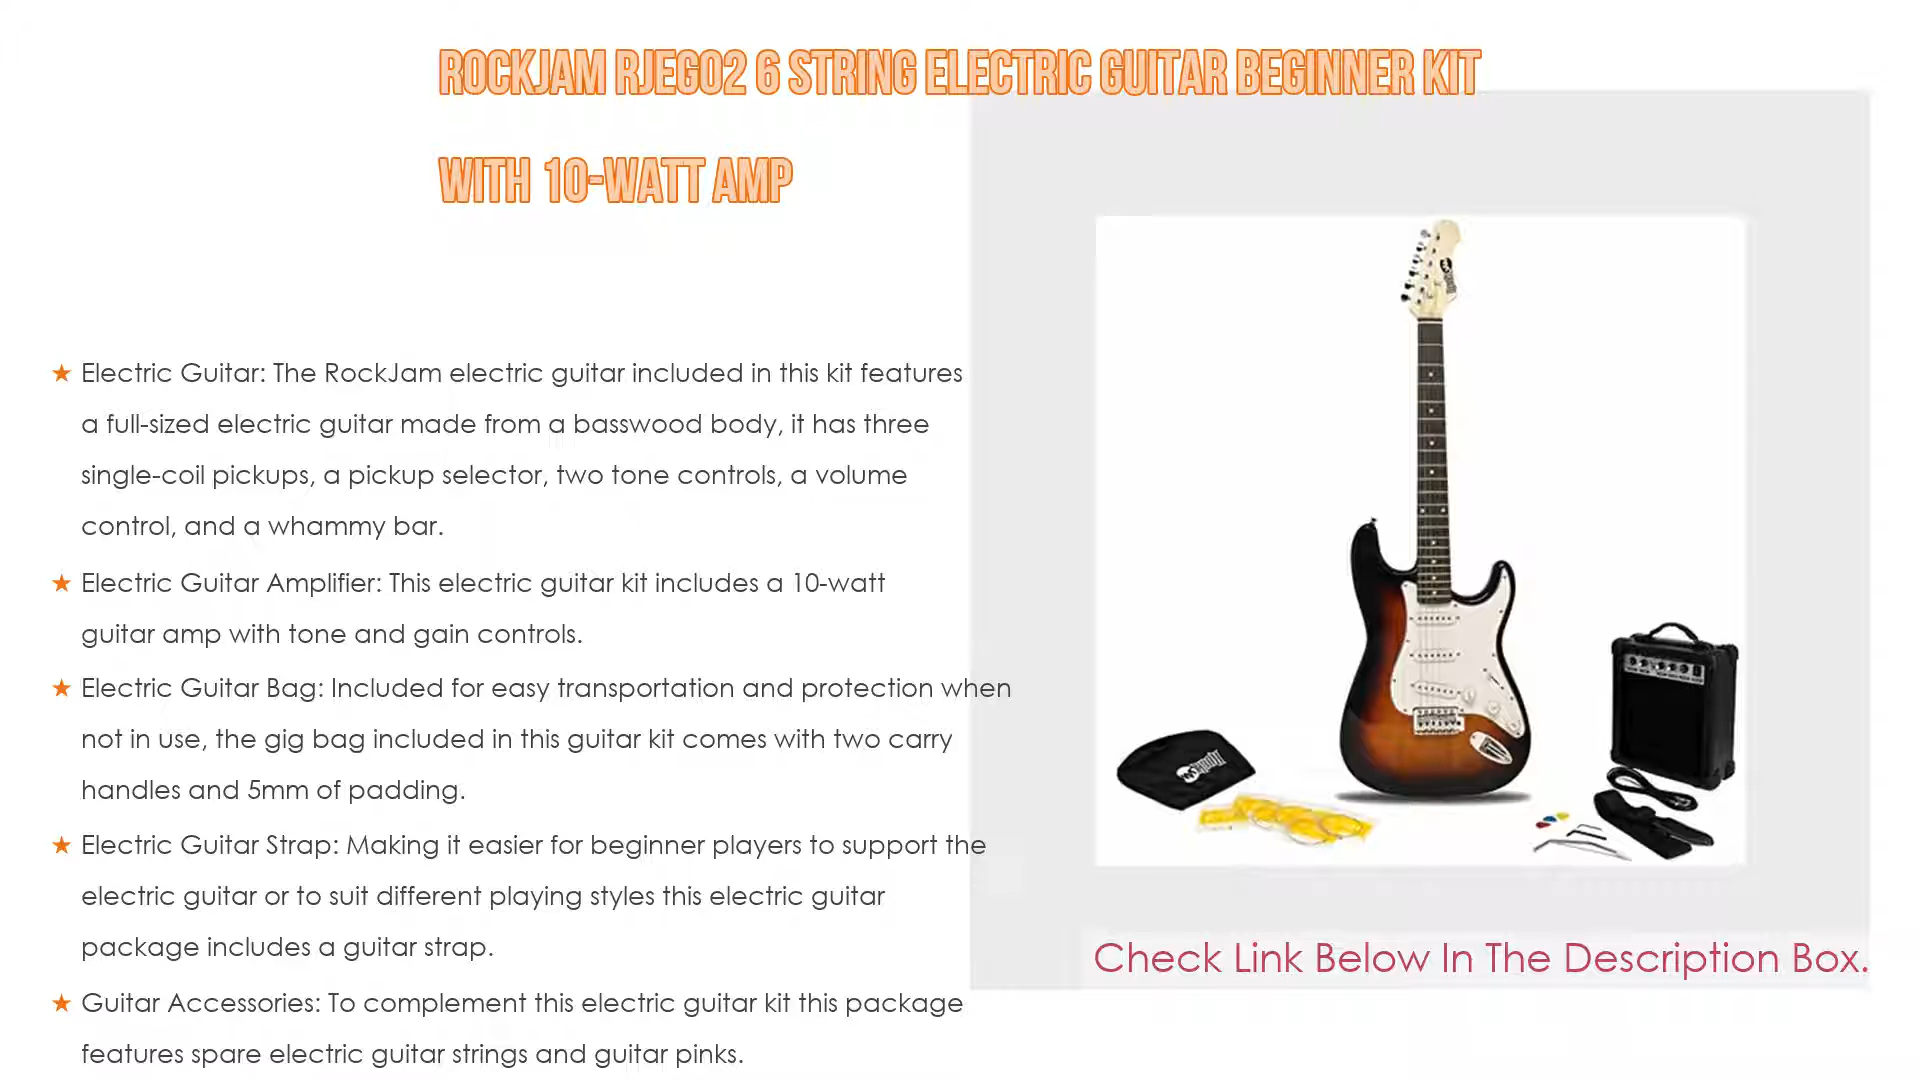 ROCKJAM RJEG02 6 STRING ELECTRIC GUITAR BEGINNER KIT
WITH 10-WATT AMP
★ Electric Guitar: The RockJam electric guitar included in this kit features
a full-sized electric guitar made from a basswood body, it has three
single-coil pickups, a pickup selector, two tone controls, a volume
control, and a whammy bar.
★ Electric Guitar Amplifier: This electric guitar kit includes a 10-watt
guitar amp with tone and gain controls.
★ Electric Guitar Bag: Included for easy transportation and protection when
not in use, the gig bag included in this guitar kit comes with two carry
handles and 5mm of padding.
★ Electric Guitar Strap: Making it easier for beginner players to support the
electric guitar or to suit different playing styles this electric guitar
package includes a guitar strap.
★ Guitar Accessories: To complement this electric guitar kit this package
features spare electric guitar strings and guitar pinks.
Check Link Below In The Description Box.